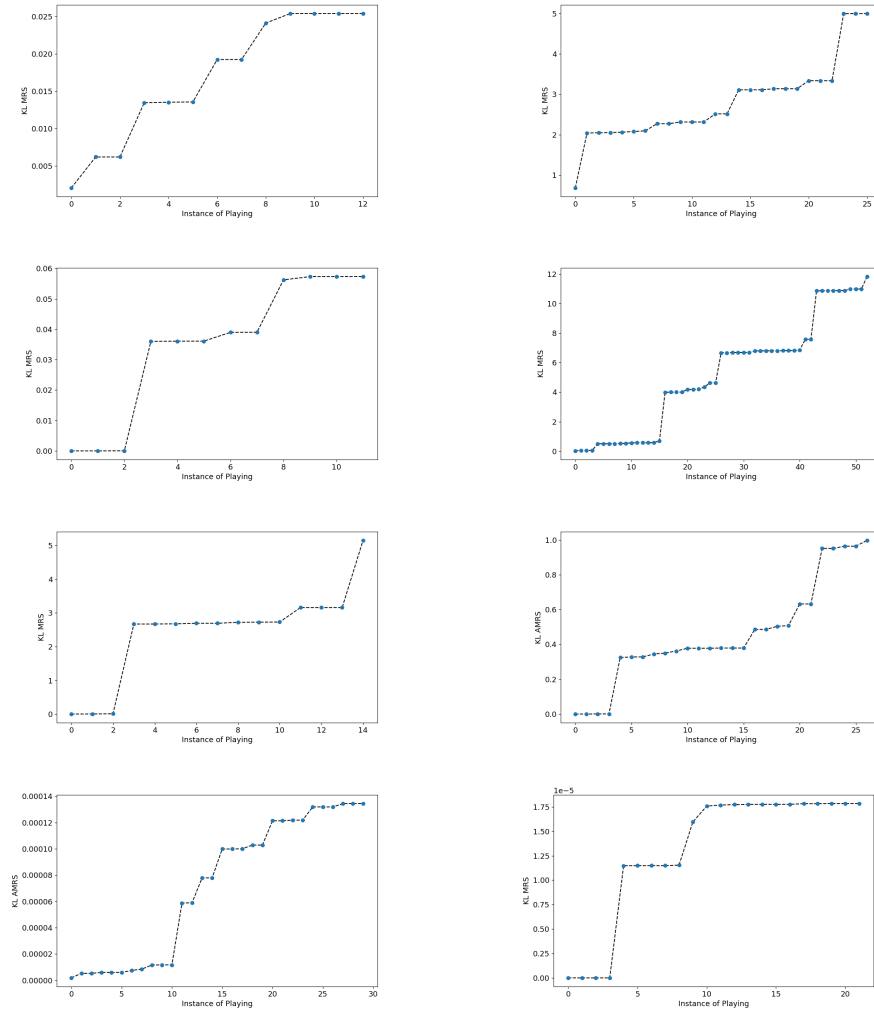 0.025
0.020
0.015
0.010
0.005
KL MRS
0 2 4 6 8 10 12
Instance of Playing
5
4
3
2
1
KL MRS
0 5 10 15 20 25
Instance of Playing
0.06
0.05
0.04
0.03
0.02
0.01
0.00
KL MRS
0 2 4 6 8 10
Instance of Playing
12
10
8
6
4
2
0
KL MRS
0 10 20 30 40 50
Instance of Playing
5
4
3
2
1
0
KL MRS
0 2 4 6 8 10 12 14
Instance of Playing
1.0
0.8
0.6
0.4
0.2
0.0
KL AMRS
0 5 10 15 20 25
Instance of Playing
0.00014
0.00012
0.00010
0.00008
0.00006
0.00004
0.00002
0.00000
KL AMRS
0 5 10 15 20 25 30
Instance of Playing
1e−5
1.75
1.50
1.25
1.00
0.75
0.50
0.25
0.00
KL MRS
0 5 10 15 20
Instance of Playing